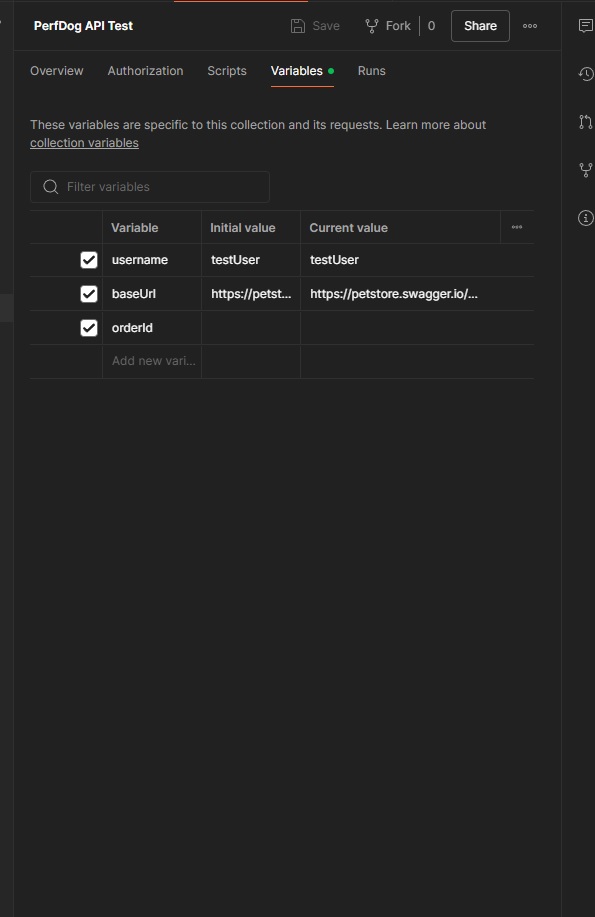 PerfDog API Test Save Fork 0 Share
Overview Authorization Scripts Variables Runs
These variables are specific to this collection and its requests. Learn more about
collection variables
Filter variables
Variable Initial value Current value
username testUser testUser
baseUrl https://petst... https://petstore.swagger.io/...
orderId
Add new vari...